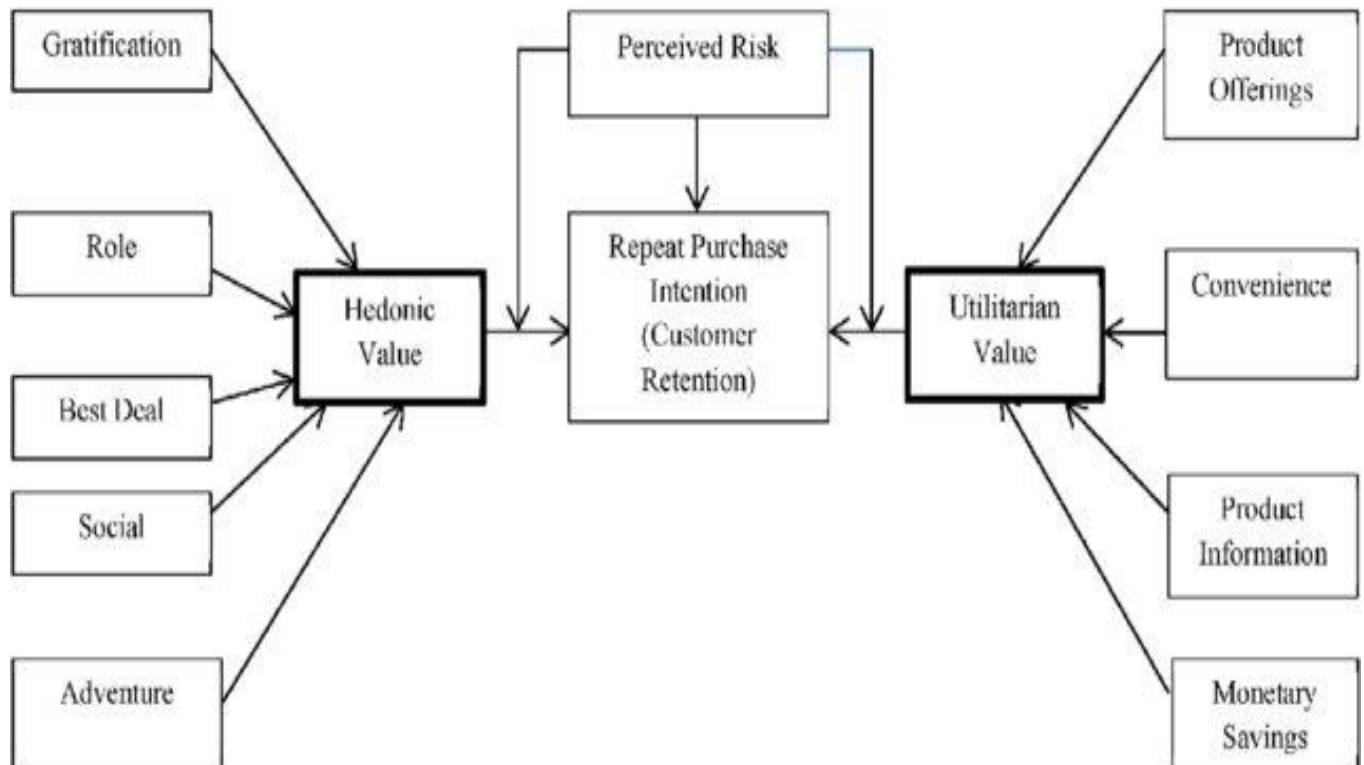 Gratification
Perceived Risk
Product
Offerings
Role
Repeat Purchase
Intention
(Customer
Retention)
Hedonic
Value
Utilitarian
Value
Convenience
Best Deal
Social
Product
Information
Adventure
Monetary
Savings